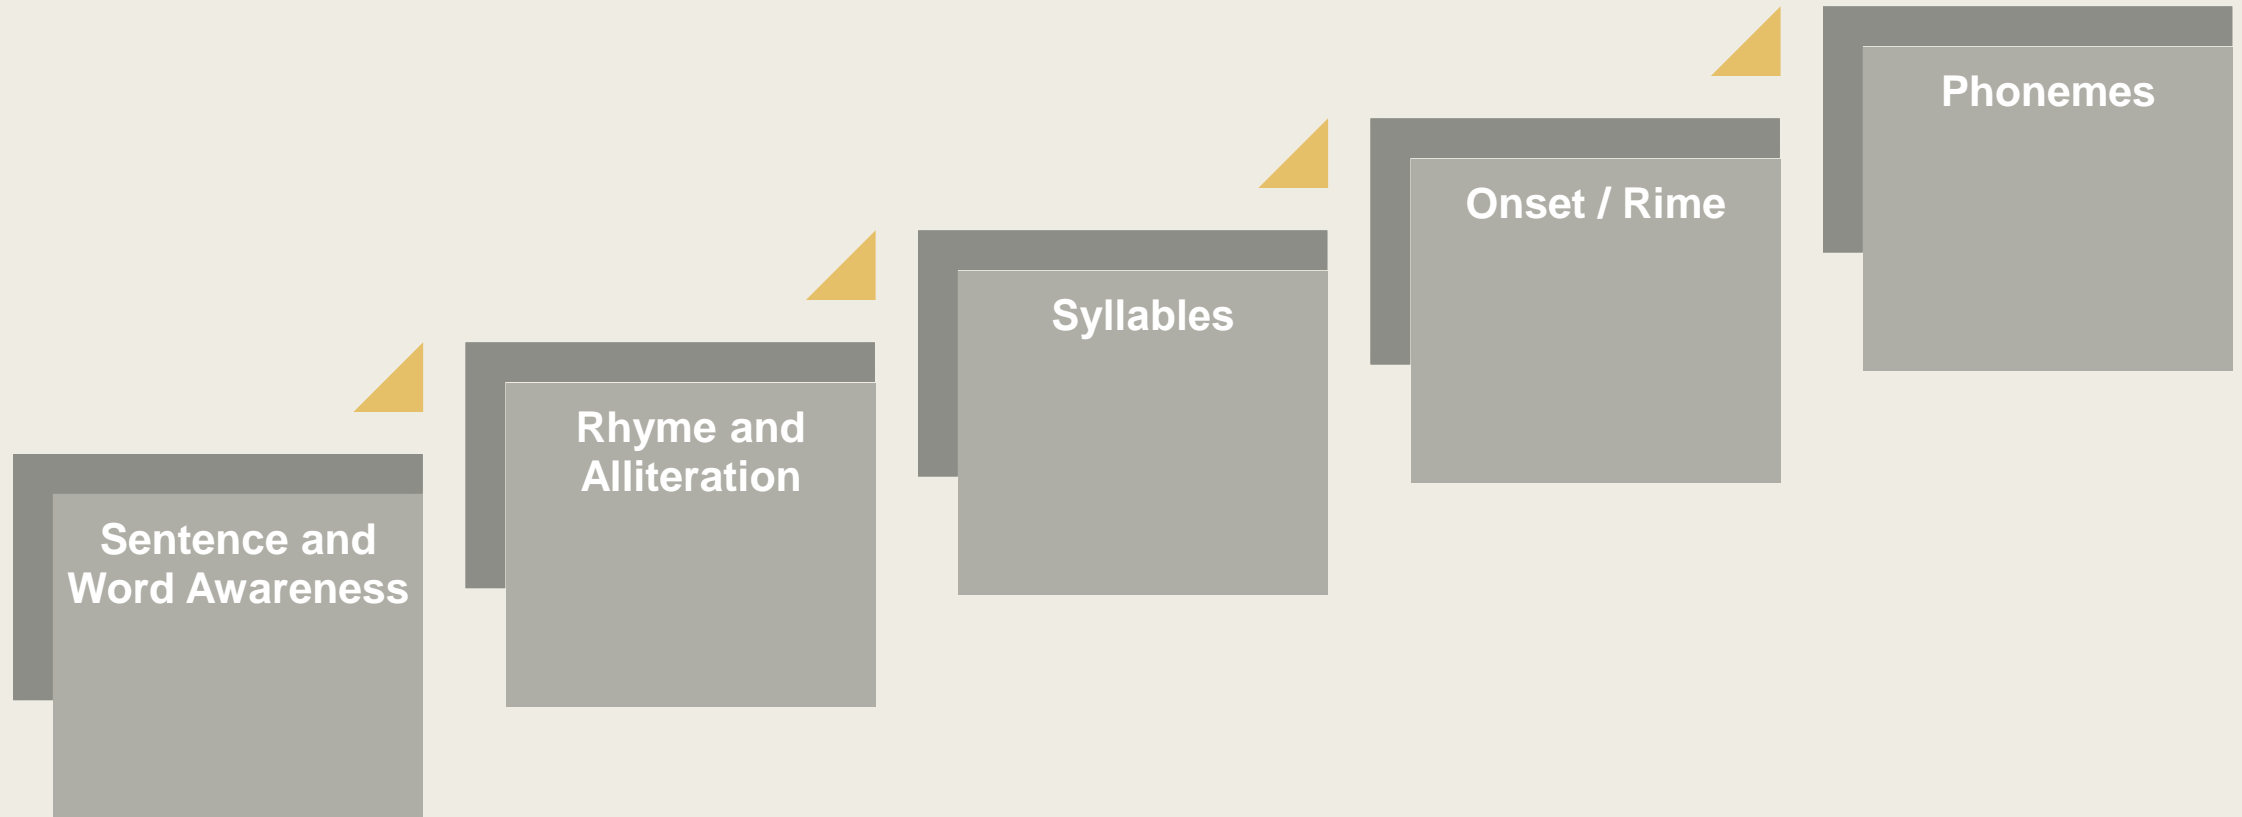 Sentence and
Word Awareness
Rhyme and
Alliteration
Syllables
Onset / Rime
Phonemes